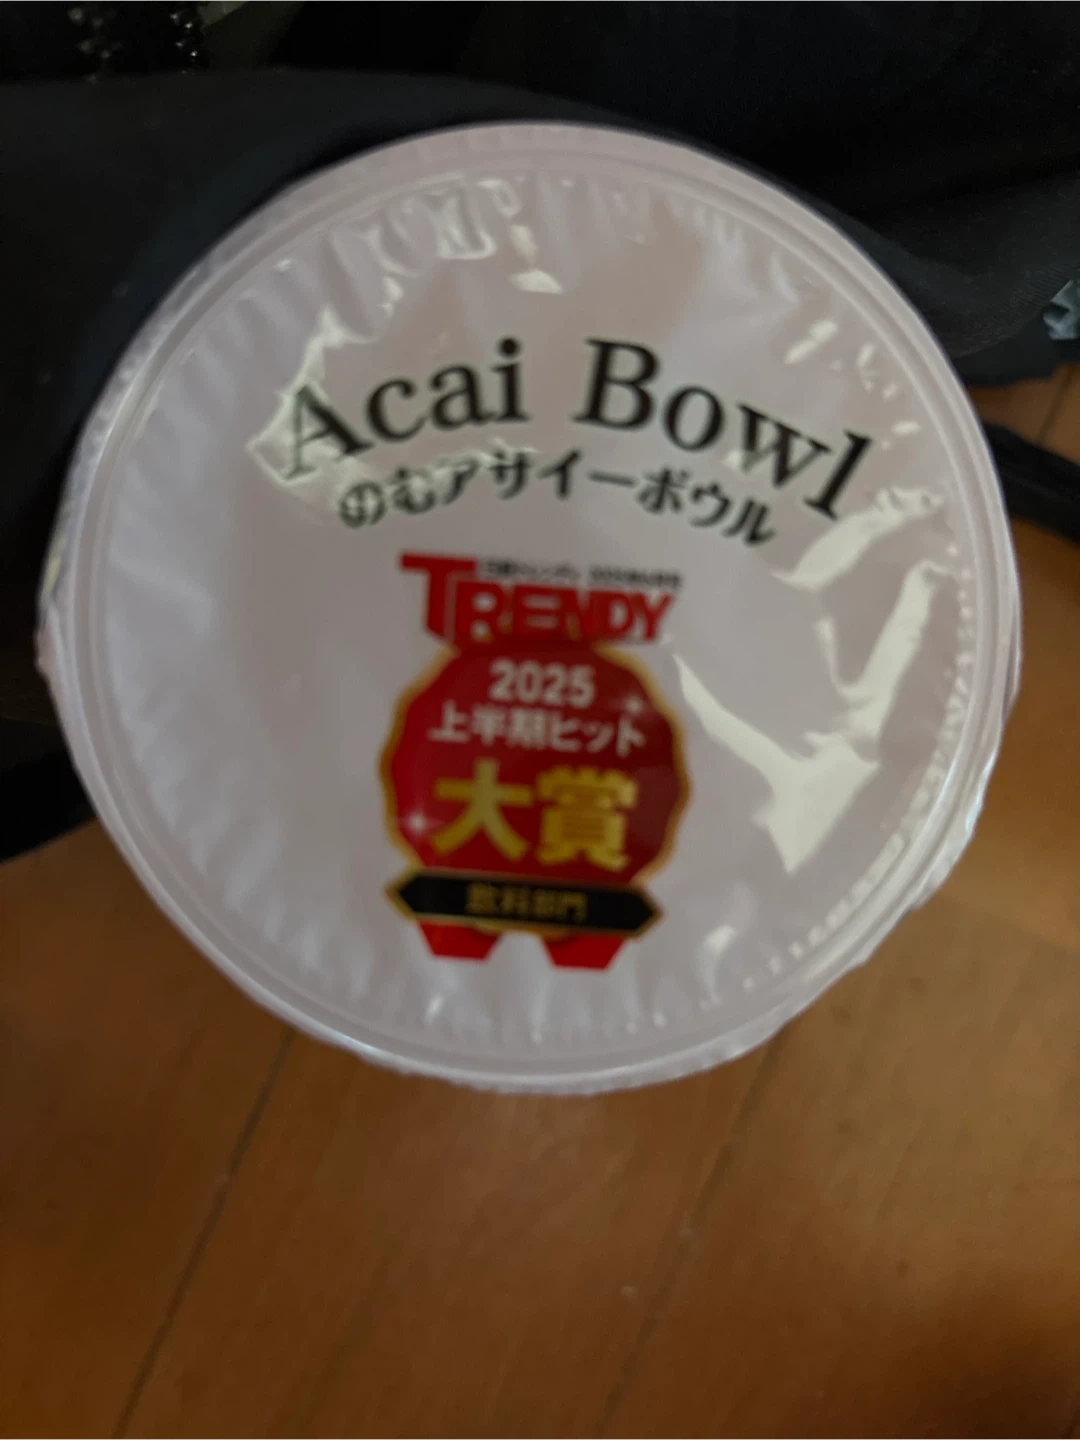 Acai Bowl
のむアサイーボウル
TRENDY
2025
上半期ヒット
大賞
飲料部門